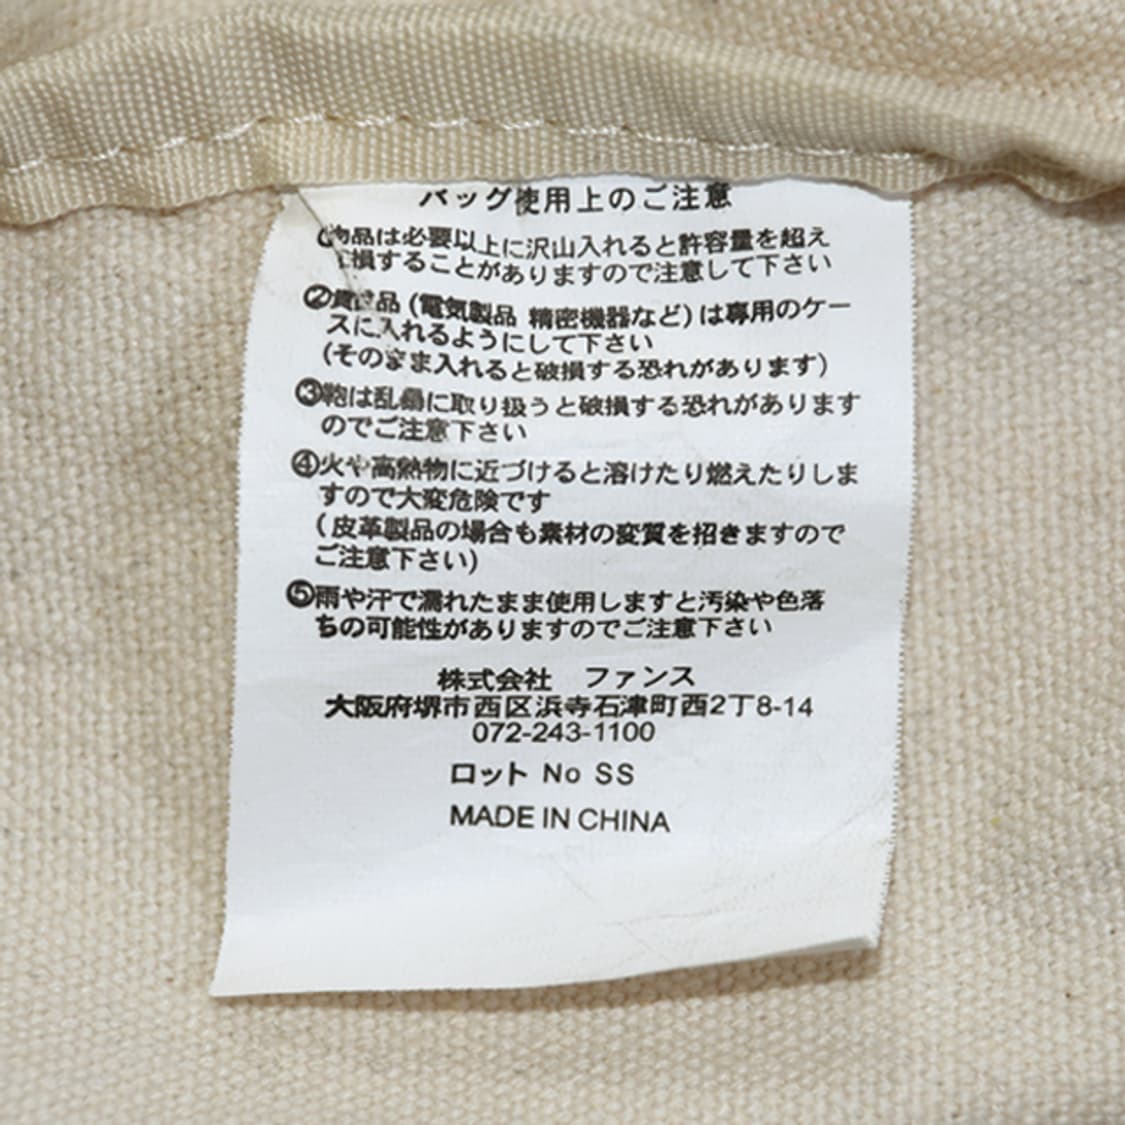 バッグ使用上のご注意
物品は必要以上に沢山入れると許容量を超え
損することがありますので注意して下さい
②貴重品 (電気製品 精密機器など) は専用のケー
スに入れるようにして下さい
(そのまま入れると破損する恐れがあります)
③鞄は乱暴に取り扱うと破損する恐れがあります
のでご注意下さい
④火や高熱物に近づけると溶けたり燃えたりしま
すので大変危険です
(皮革製品の場合も素材の変質を招きますので
ご注意下さい)
⑤雨や汗で濡れたまま使用しますと汚染や色落
ちの可能性がありますのでご注意下さい
株式会社 ファンス
大阪府堺市西区浜寺石津町西2丁8-14
072-243-1100
ロット No SS
MADE IN CHINA